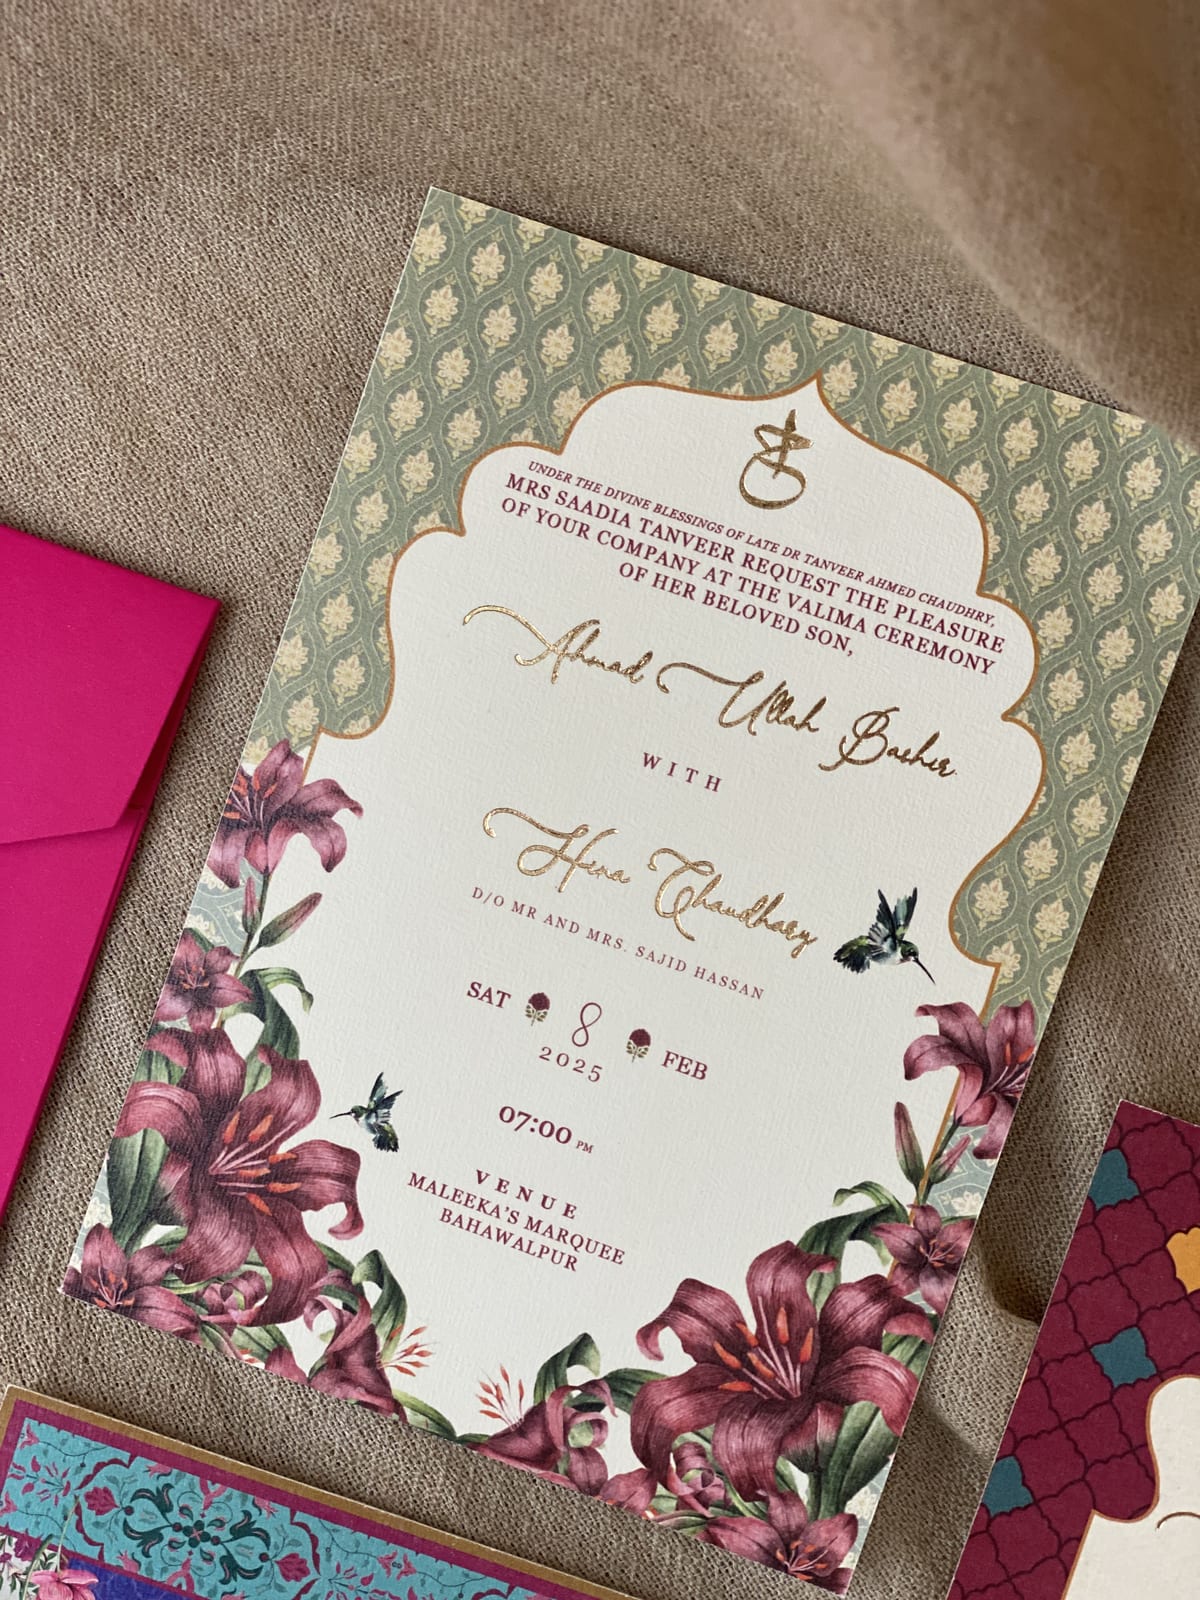 UNDER THE DIVINE BLESSINGS OF LATE DR TANVEER AHMED CHAUDHRY,
MRS SAADIA TANVEER REQUEST THE PLEASURE
OF YOUR COMPANY AT THE VALIMA CEREMONY
OF HER BELOVED SON,
Ahmad Ullah Basher
WITH
Hina Chaudhary
D/O MR AND MRS. SAJID HASSAN
SAT 8 FEB
2025
07:00 PM
VENUE
MALEEKA'S MARQUEE
BAHAWALPUR